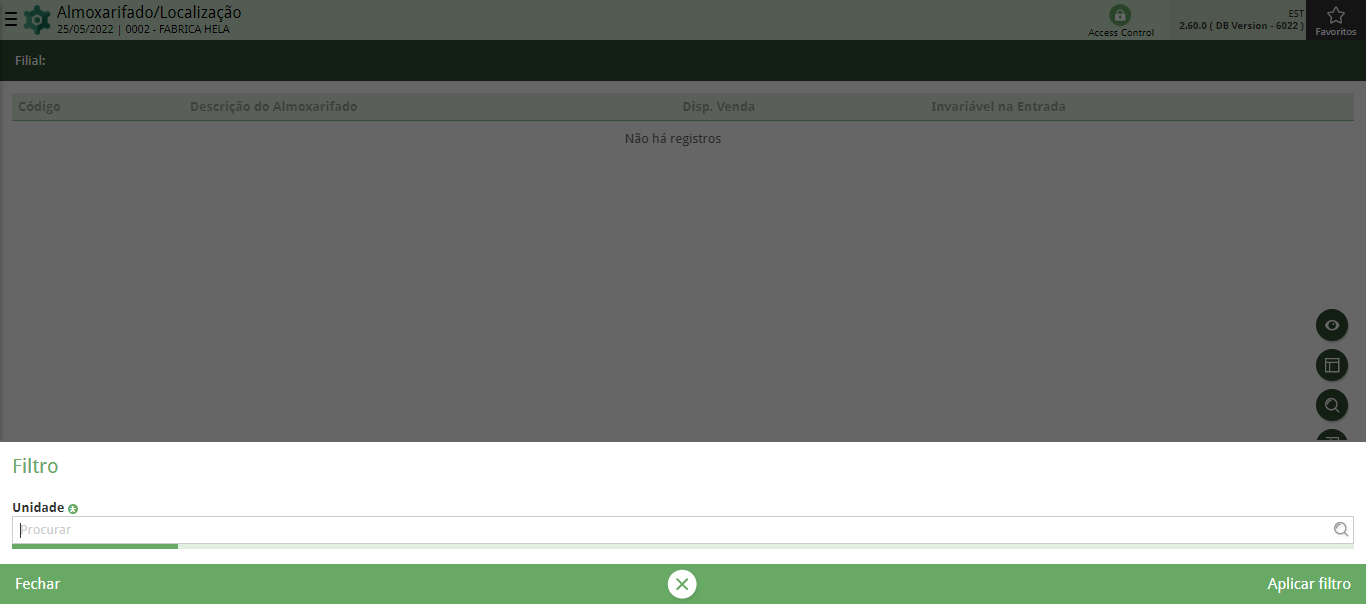 Almoxarifado/Localização
25/05/2022 | 0002 - FABRICA HELA
Access Control
EST
2.60.0 ( DB Version - 6022 )
Favoritos
Filial:
Código Descrição do Almoxarifado Disp. Venda Invariável na Entrada
Não há registros
Filtro
Unidade
Procurar
Fechar Aplicar filtro